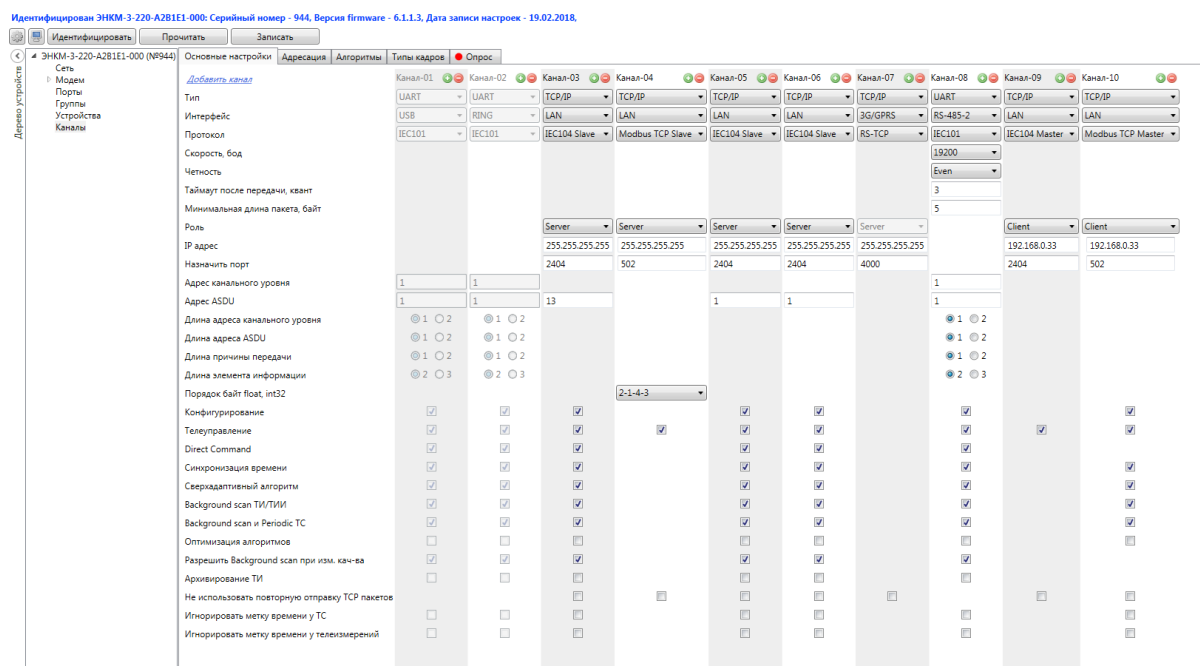 Идентифицирован ЭНКМ-3-220-A2B1E1-000: Серийный номер - 944, Версия firmware - 6.1.1.3, Дата записи настроек - 19.02.2018,
Идентифицировать Прочитать Записать
Дерево устройств
ЭНКМ-3-220-A2B1E1-000 (№944)
Сеть
Модем
Порты
Группы
Устройства
Каналы
Основные настройки Адресация Алгоритмы Типы кадров Опрос
Добавить канал Канал-01 Канал-02 Канал-03 Канал-04 Канал-05 Канал-06 Канал-07 Канал-08 Канал-09 Канал-10
Тип UART UART TCP/IP TCP/IP TCP/IP TCP/IP TCP/IP UART TCP/IP TCP/IP
Интерфейс USB RING LAN LAN LAN LAN 3G/GPRS RS-485-2 LAN LAN
Протокол IEC101 IEC101 IEC104 Slave Modbus TCP Slave IEC104 Slave IEC104 Slave RS-TCP IEC101 IEC104 Master Modbus TCP Master
Скорость, бод 19200
Четность Even
Таймаут после передачи, квант 3
Минимальная длина пакета, байт 5
Роль Server Server Server Server Server Client Client
IP адрес 255.255.255.255 255.255.255.255 255.255.255.255 255.255.255.255 255.255.255.255 192.168.0.33 192.168.0.33
Назначить порт 2404 502 2404 2404 4000 2404 502
Адрес канального уровня 1 1 1
Адрес ASDU 1 1 13 1 1 1
Длина адреса канального уровня 1 2 1 2 1 2
Длина адреса ASDU 1 2 1 2 1 2
Длина причины передачи 1 2 1 2 1 2
Длина элемента информации 2 3 2 3 2 3
Порядок байт float, int32 2-1-4-3
Конфигурирование
Телеуправление
Direct Command
Синхронизация времени
Сверхадаптивный алгоритм
Background scan ТИ/ТИИ
Background scan и Periodic ТС
Оптимизация алгоритмов
Разрешить Background scan при изм. кач-ва
Архивирование ТИ
Не использовать повторную отправку TCP пакетов
Игнорировать метку времени у ТС
Игнорировать метку времени у телеизмерений